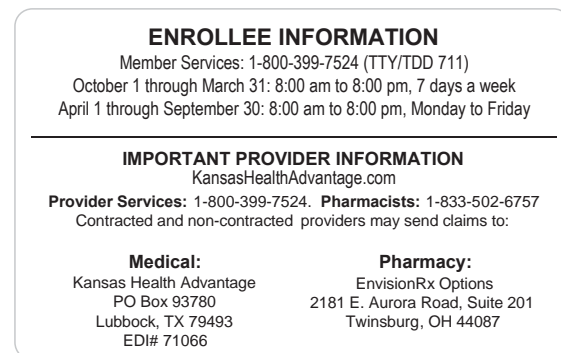 ENROLLEE INFORMATION
Member Services: 1-800-399-7524 (TTY/TDD 711)
October 1 through March 31: 8:00 am to 8:00 pm, 7 days a week
April 1 through September 30: 8:00 am to 8:00 pm, Monday to Friday
IMPORTANT PROVIDER INFORMATION
KansasHealthAdvantage.com
Provider Services: 1-800-399-7524. Pharmacists: 1-833-502-6757
Contracted and non-contracted providers may send claims to:
Medical:
Kansas Health Advantage
PO Box 93780
Lubbock, TX 79493
EDI# 71066
Pharmacy:
EnvisionRx Options
2181 E. Aurora Road, Suite 201
Twinsburg, OH 44087